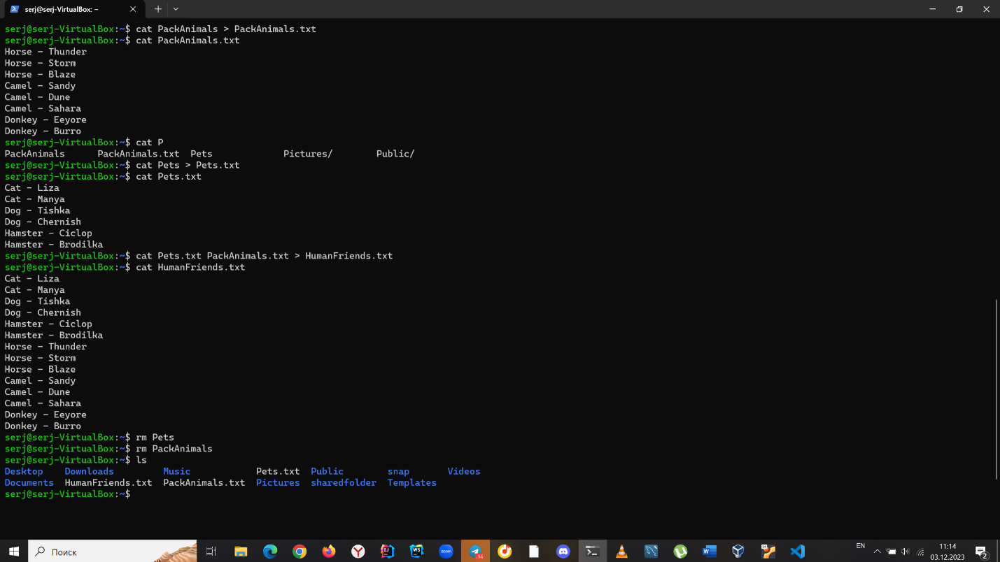 serj@serj-VirtualBox: ~
serj@serj-VirtualBox:~$ cat PackAnimals > PackAnimals.txt
serj@serj-VirtualBox:~$ cat PackAnimals.txt
Horse - Thunder
Horse - Storm
Horse - Blaze
Camel - Sandy
Camel - Dune
Camel - Sahara
Donkey - Eeyore
Donkey - Burro
serj@serj-VirtualBox:~$ cat P
PackAnimals PackAnimals.txt Pets Pictures/ Public/
serj@serj-VirtualBox:~$ cat Pets > Pets.txt
serj@serj-VirtualBox:~$ cat Pets.txt
Cat - Liza
Cat - Manya
Dog - Tishka
Dog - Chernish
Hamster - Ciclop
Hamster - Brodilka
serj@serj-VirtualBox:~$ cat Pets.txt PackAnimals.txt > HumanFriends.txt
serj@serj-VirtualBox:~$ cat HumanFriends.txt
Cat - Liza
Cat - Manya
Dog - Tishka
Dog - Chernish
Hamster - Ciclop
Hamster - Brodilka
Horse - Thunder
Horse - Storm
Horse - Blaze
Camel - Sandy
Camel - Dune
Camel - Sahara
Donkey - Eeyore
Donkey - Burro
serj@serj-VirtualBox:~$ rm Pets
serj@serj-VirtualBox:~$ rm PackAnimals
serj@serj-VirtualBox:~$ ls
Desktop Downloads Music Pets.txt Public snap Videos
Documents HumanFriends.txt PackAnimals.txt Pictures sharedfolder Templates
serj@serj-VirtualBox:~$
Поиск
IJ
WS
zoom
96
EN
11:14
03.12.2023
2